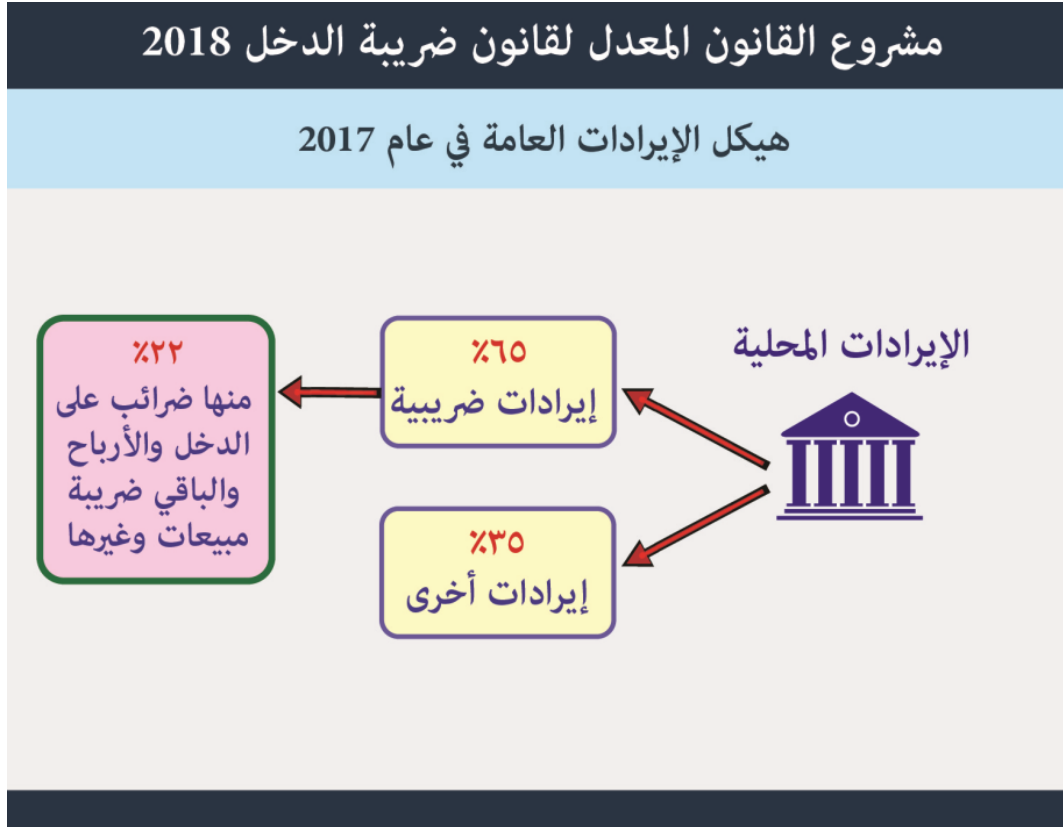 مشروع القانون المعدل لقانون ضريبة الدخل 2018
هيكل الإيرادات العامة في عام 2017
الإيرادات المحلية
٪٦٥
إيرادات ضريبية
٪٢٢
منها ضرائب على
الدخل والأرباح
والباقي ضريبة
مبيعات وغيرها
٪٣٥
إيرادات أخرى